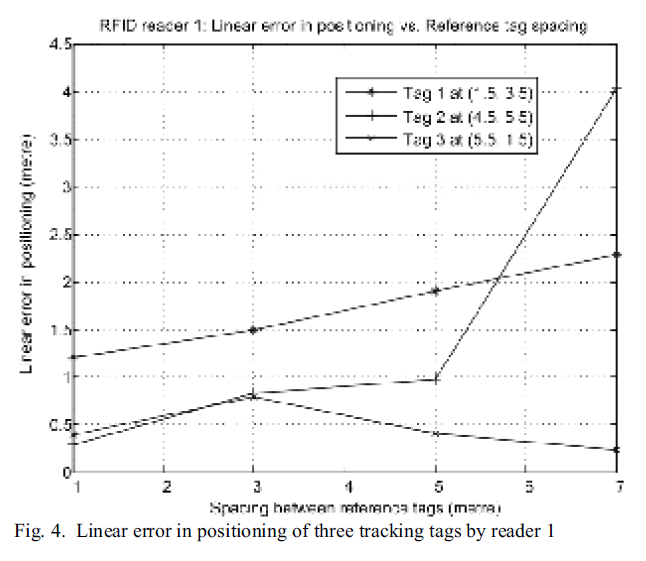 RFID reader 1: Linear error in positioning vs. Reference tag spacing
4.5
4
3.5
3
2.5
2
1.5
1
0.5
0
Linear error in positioning (metre)
Tag 1 at (1.5, 3.5)
Tag 2 at (4.5, 5.5)
Tag 3 at (5.5, 1.5)
1 2 3 4 5 6 7
Spacing between reference tags (metre)
Fig. 4. Linear error in positioning of three tracking tags by reader 1